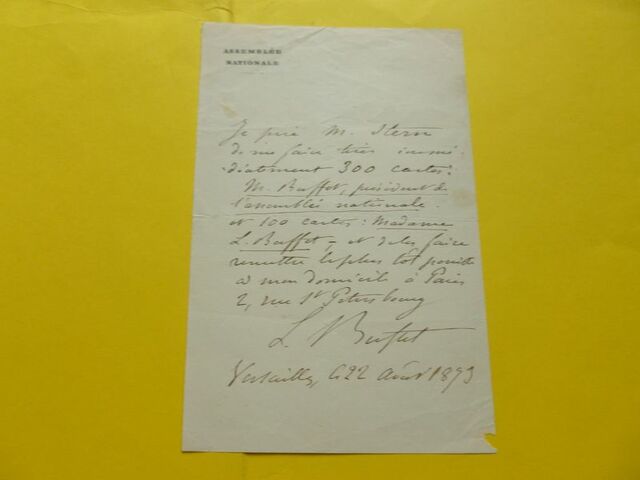 ASSEMBLÉE
NATIONALE
Je prie M. Stern
de me faire tirer immé-
diatement 300 cartes:
M. Buffet, président de
l'assemblée nationale.
et 100 cartes: Madame
L. Buffet, - et de les faire
remettre le plus tôt possible
à mon domicile à Paris
2, rue St Pétersbourg
L. Buffet
Versailles, le 22 1873